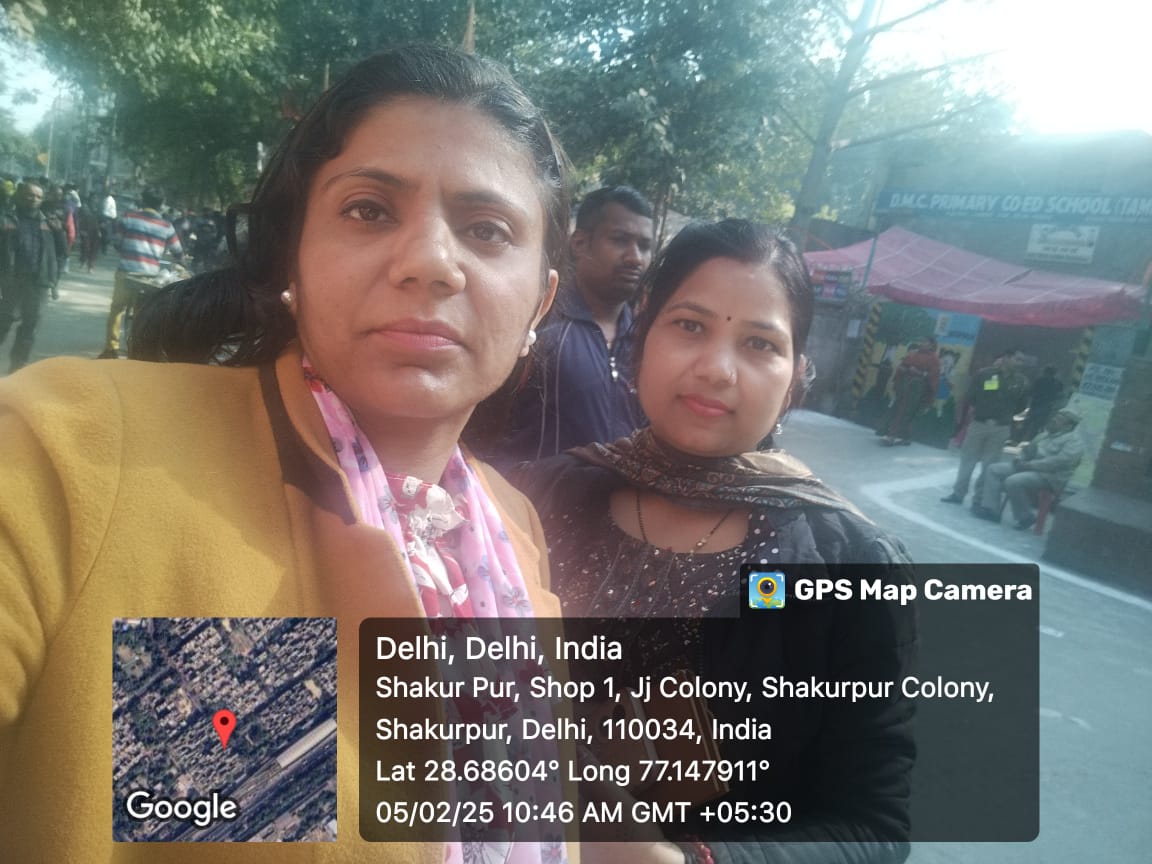 D.M.C. PRIMARY CO.ED SCHOOL (TAM
GPS Map Camera
Delhi, Delhi, India
Shakur Pur, Shop 1, Jj Colony, Shakurpur Colony,
Shakurpur, Delhi, 110034, India
Lat 28.68604° Long 77.147911°
05/02/25 10:46 AM GMT +05:30
Google